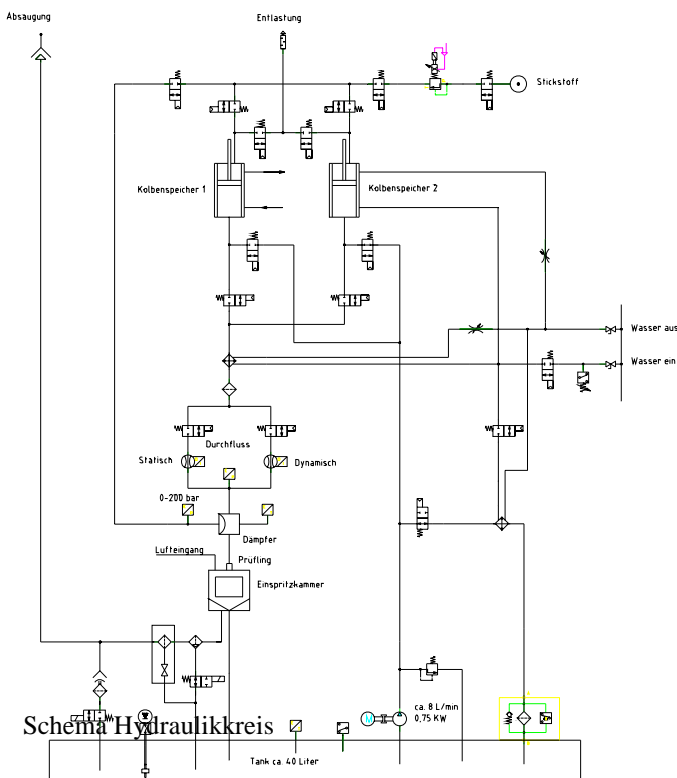 Absaugung
Entlastung
Stickstoff
Kolbenspeicher 1
Kolbenspeicher 2
Wasser aus
Wasser ein
Durchfluss
Statisch
Dynamisch
0-200 bar
Dämpfer
Lufteingang
Prüfling
Einspritzkammer
ca. 8 L/min
0,75 KW
M
Schema Hydraulikkreis
Tank ca. 40 Liter